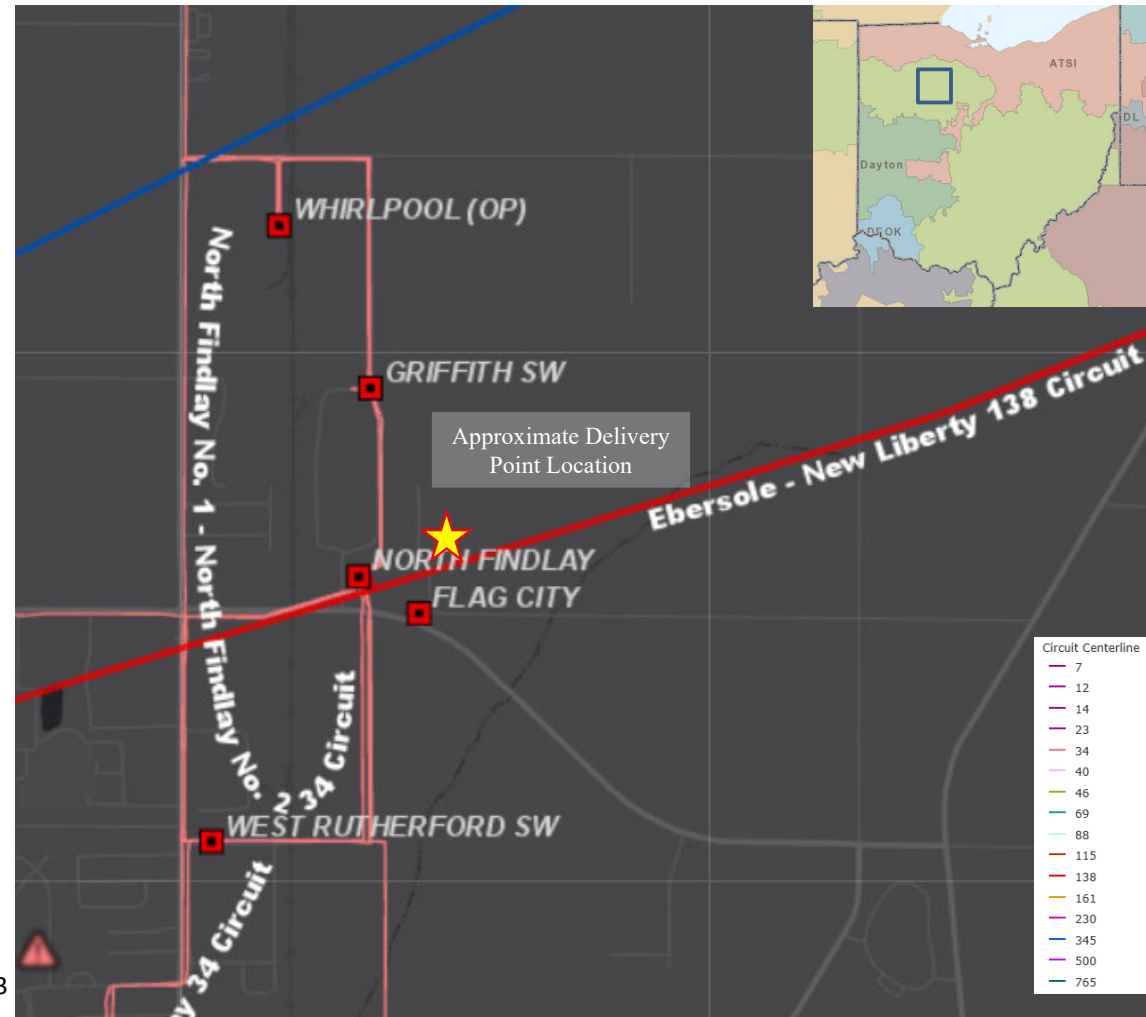 ATSI
DL
Dayton
DEOK
WHIRLPOOL (OP)
North Findlay No. 1 - North Findlay No. 2 34 Circuit
GRIFFITH SW
Approximate Delivery
Point Location
Ebersole - New Liberty 138 Circuit
NORTH FINDLAY
FLAG CITY
WEST RUTHERFORD SW
34 Circuit
Circuit Centerline
7
12
14
23
34
40
46
69
88
115
138
161
230
345
500
765